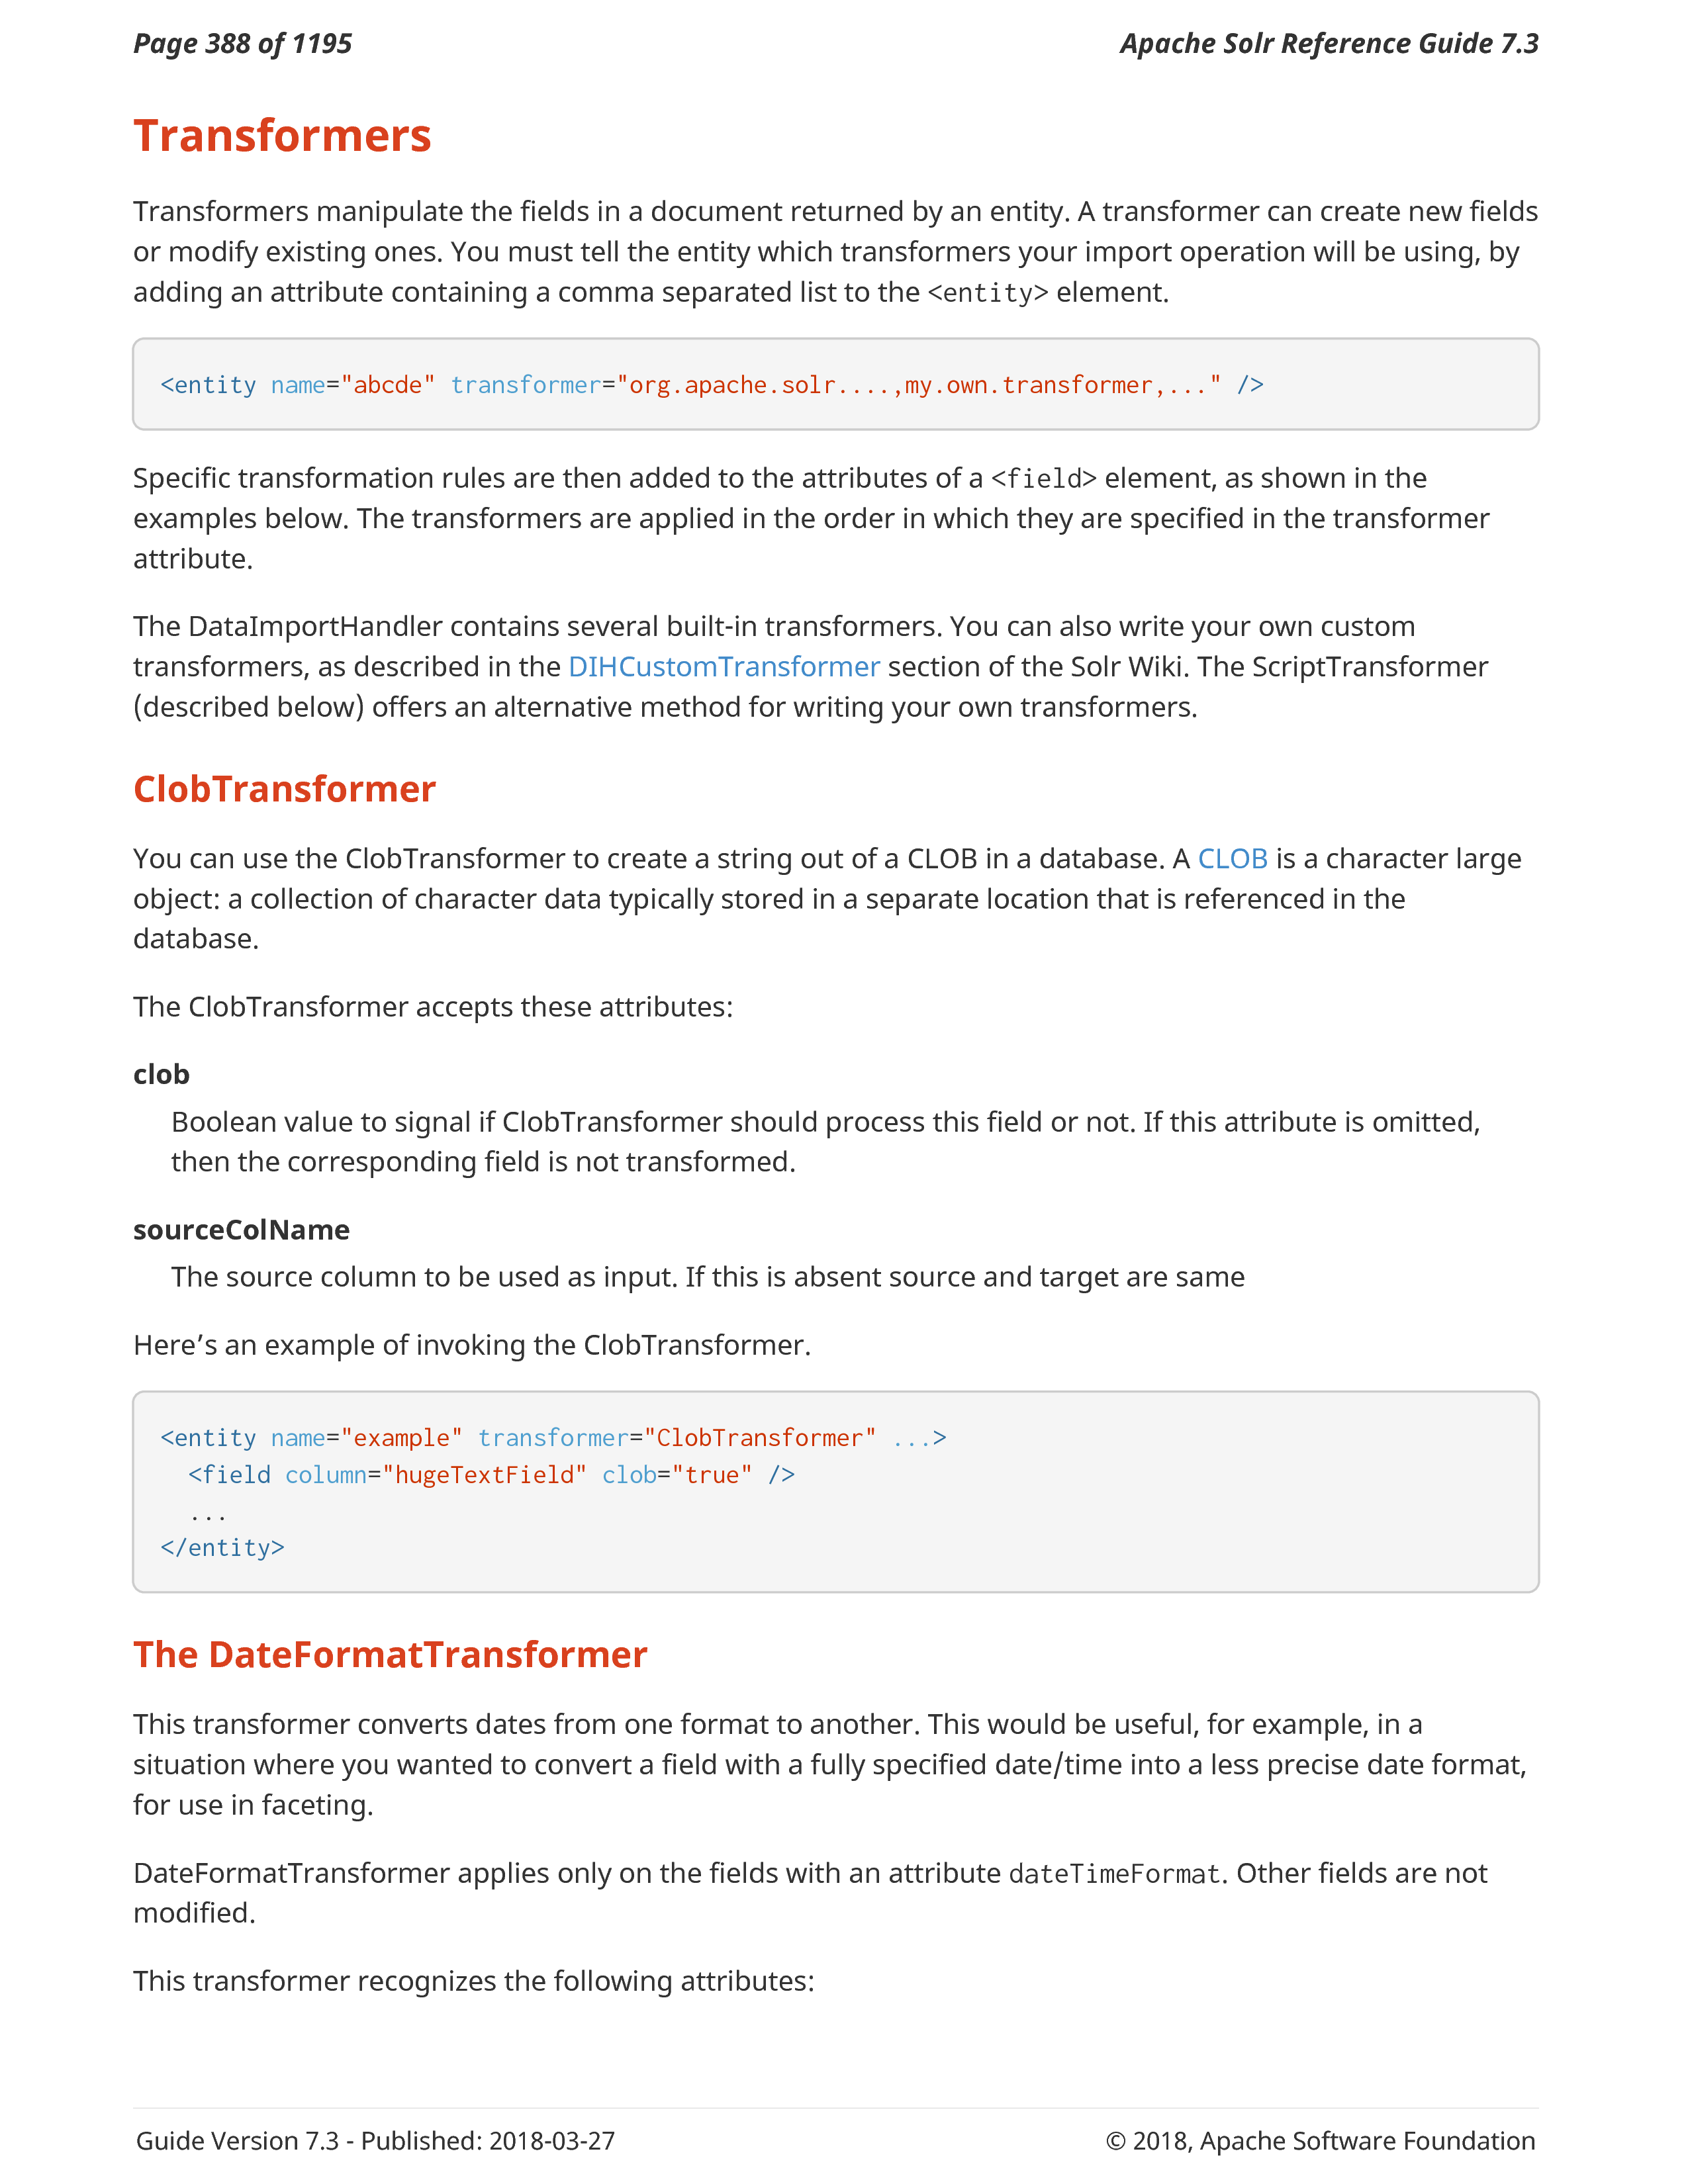 Page 388 of 1195
Apache Solr Reference Guide 7.3
Transformers
Transformers manipulate the fields in a document returned by an entity. A transformer can create new fields
or modify existing ones. You must tell the entity which transformers your import operation will be using, by
adding an attribute containing a comma separated list to the <entity> element.
<entity name="abcde" transformer="org.apache.solr....,my.own.transformer,..." />
Specific transformation rules are then added to the attributes of a <field> element, as shown in the
examples below. The transformers are applied in the order in which they are specified in the transformer
attribute.
The DataImportHandler contains several built-in transformers. You can also write your own custom
transformers, as described in the DIHCustomTransformer section of the Solr Wiki. The ScriptTransformer
(described below) offers an alternative method for writing your own transformers.
ClobTransformer
You can use the ClobTransformer to create a string out of a CLOB in a database. A CLOB is a character large
object: a collection of character data typically stored in a separate location that is referenced in the
database.
The ClobTransformer accepts these attributes:
clob
Boolean value to signal if ClobTransformer should process this field or not. If this attribute is omitted,
then the corresponding field is not transformed.
sourceColName
The source column to be used as input. If this is absent source and target are same
Here’s an example of invoking the ClobTransformer.
<entity name="example" transformer="ClobTransformer" ...>
  <field column="hugeTextField" clob="true" />
  ...
</entity>
The DateFormatTransformer
This transformer converts dates from one format to another. This would be useful, for example, in a
situation where you wanted to convert a field with a fully specified date/time into a less precise date format,
for use in faceting.
DateFormatTransformer applies only on the fields with an attribute dateTimeFormat. Other fields are not
modified.
This transformer recognizes the following attributes:
Guide Version 7.3 - Published: 2018-03-27
© 2018, Apache Software Foundation